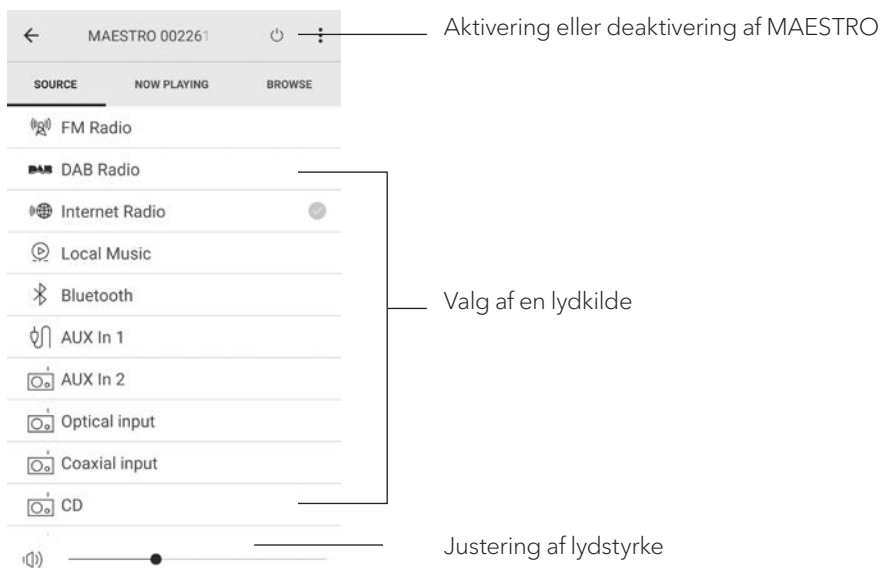 Aktivering eller deaktivering af MAESTRO
MAESTRO 002261
SOURCE NOW PLAYING BROWSE
FM Radio
DAB DAB Radio
Internet Radio
Local Music
Bluetooth
Valg af en lydkilde
AUX In 1
AUX In 2
Optical input
Coaxial input
CD
Justering af lydstyrke